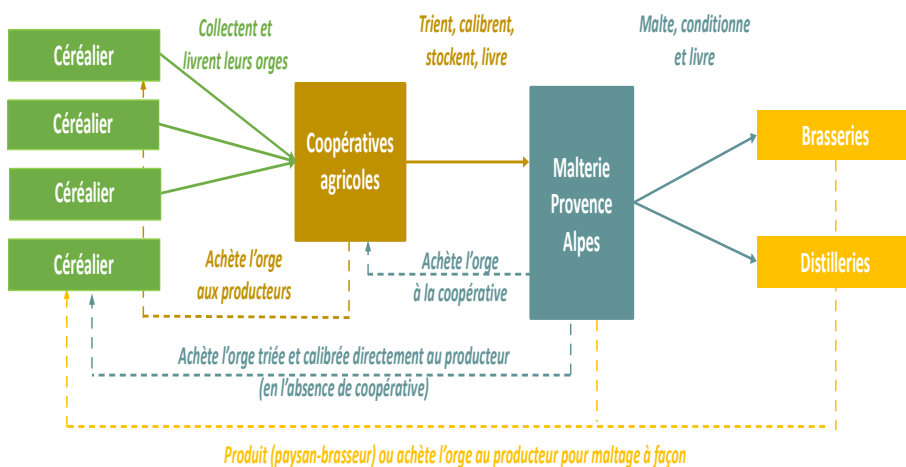 Collectent et
livrent leurs orges
Trient, calibrent,
stockent, livre
Malte, conditionne
et livre
Céréalier
Céréalier
Céréalier
Céréalier
Coopératives
agricoles
Malterie
Provence
Alpes
Brasseries
Distilleries
Achète l'orge
aux producteurs
Achète l'orge
à la coopérative
Achète l'orge triée et calibrée directement au producteur
(en l'absence de coopérative)
Produit (paysan-brasseur) ou achète l'orge au producteur pour maltage à façon